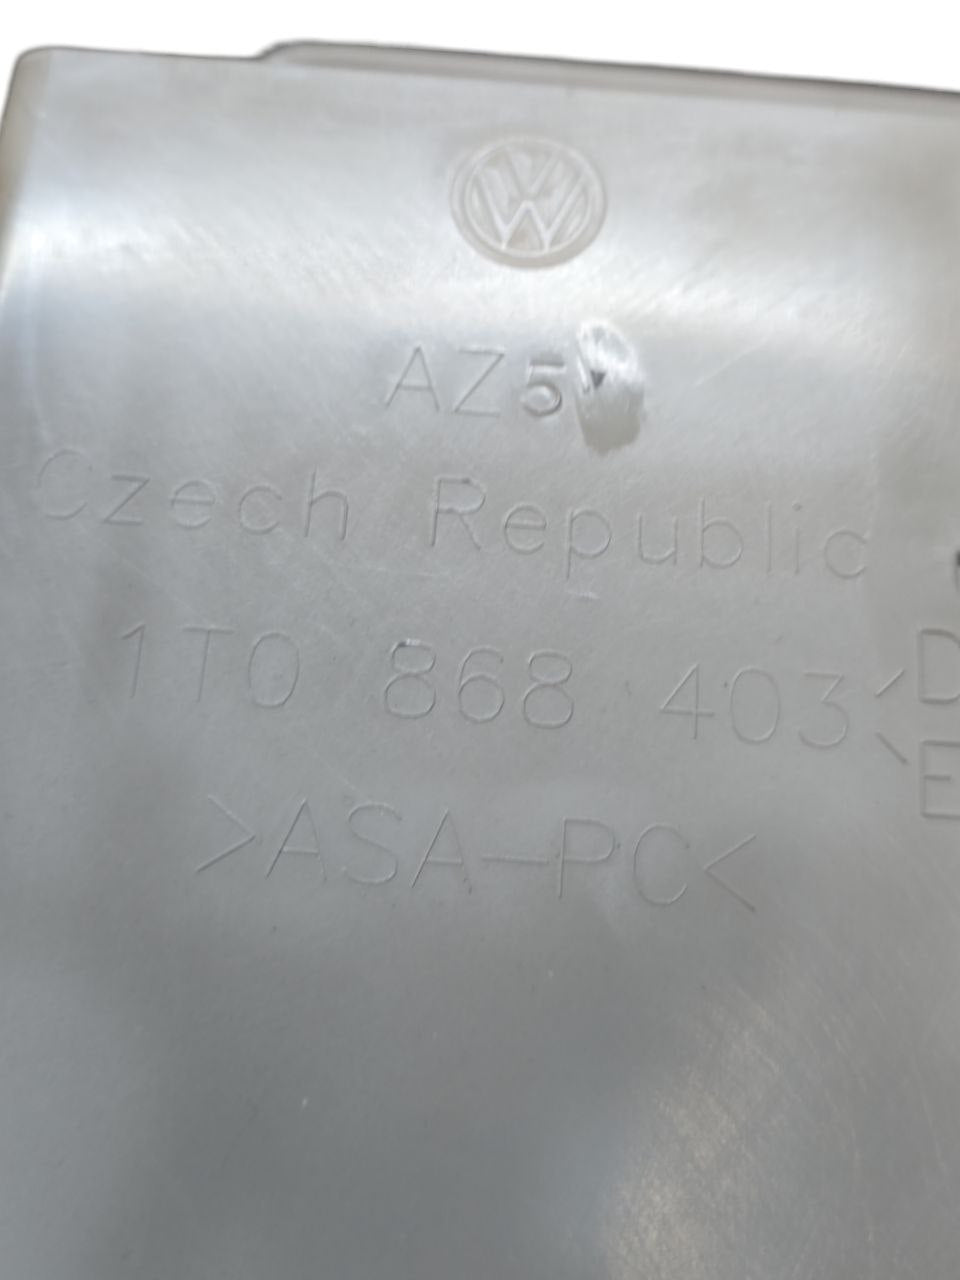 AZ5
Czech Republic
1T0 868 403 D
E
>ASA-PC<